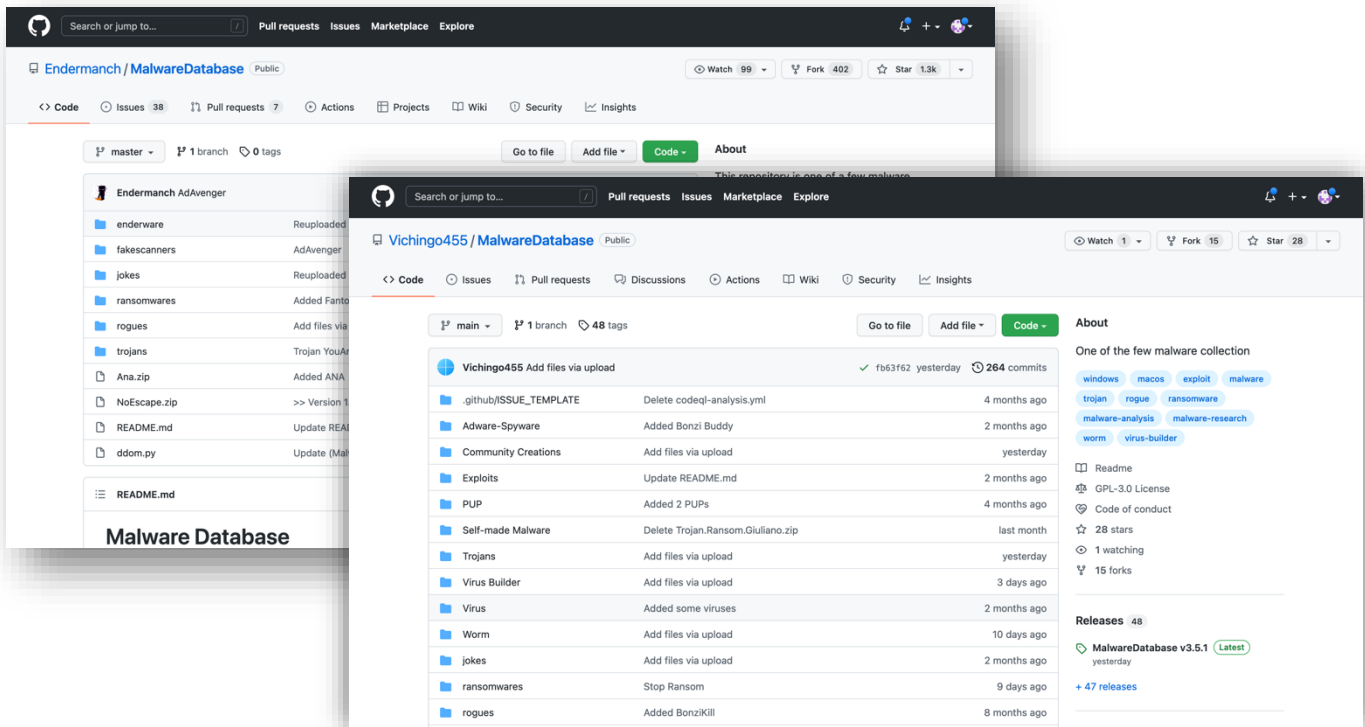 Search or jump to... / Pull requests Issues Marketplace Explore
Endermanch / MalwareDatabase Public
Watch 99 Fork 402 Star 1.3k
Code Issues 38 Pull requests 7 Actions Projects Wiki Security Insights
master 1 branch 0 tags Go to file Add file Code
About
This repository is one of a few malware
Endermanch AdAvenger
enderware Reuploaded
fakescanners AdAvenger
jokes Reuploaded
ransomwares Added Fanto
rogues Add files via
trojans Trojan YouAr
Ana.zip Added ANA
NoEscape.zip >> Version 1
README.md Update REA
ddom.py Update (Mal
README.md
Malware Database
Search or jump to... / Pull requests Issues Marketplace Explore
Vichingo455 / MalwareDatabase Public
Watch 1 Fork 15 Star 28
Code Issues Pull requests Discussions Actions Wiki Security Insights
main 1 branch 48 tags Go to file Add file Code
Vichingo455 Add files via upload fb63f62 yesterday 264 commits
.github/ISSUE_TEMPLATE Delete codeql-analysis.yml 4 months ago
Adware-Spyware Added Bonzi Buddy 2 months ago
Community Creations Add files via upload yesterday
Exploits Update README.md 2 months ago
PUP Added 2 PUPs 4 months ago
Self-made Malware Delete Trojan.Ransom.Giuliano.zip last month
Trojans Add files via upload yesterday
Virus Builder Add files via upload 3 days ago
Virus Added some viruses 2 months ago
Worm Add files via upload 10 days ago
jokes Add files via upload 2 months ago
ransomwares Stop Ransom 9 days ago
rogues Added BonziKill 8 months ago
About
One of the few malware collection
windows macos exploit malware
trojan rogue ransomware
malware-analysis malware-research
worm virus-builder
Readme
GPL-3.0 License
Code of conduct
28 stars
1 watching
15 forks
Releases 48
MalwareDatabase v3.5.1 Latest
yesterday
+ 47 releases